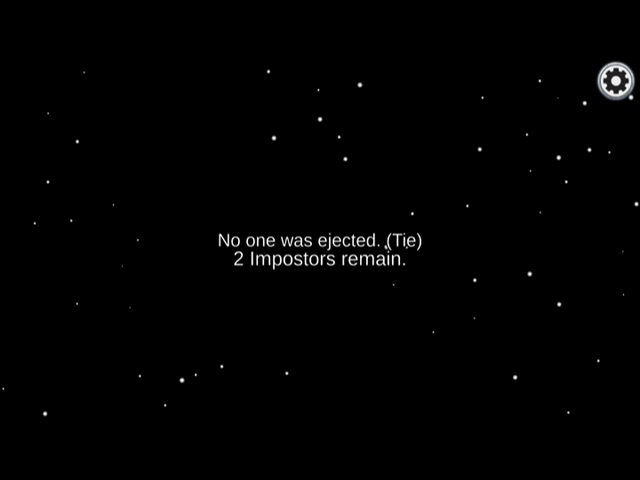 No one was ejected. (Tie)
2 Impostors remain.